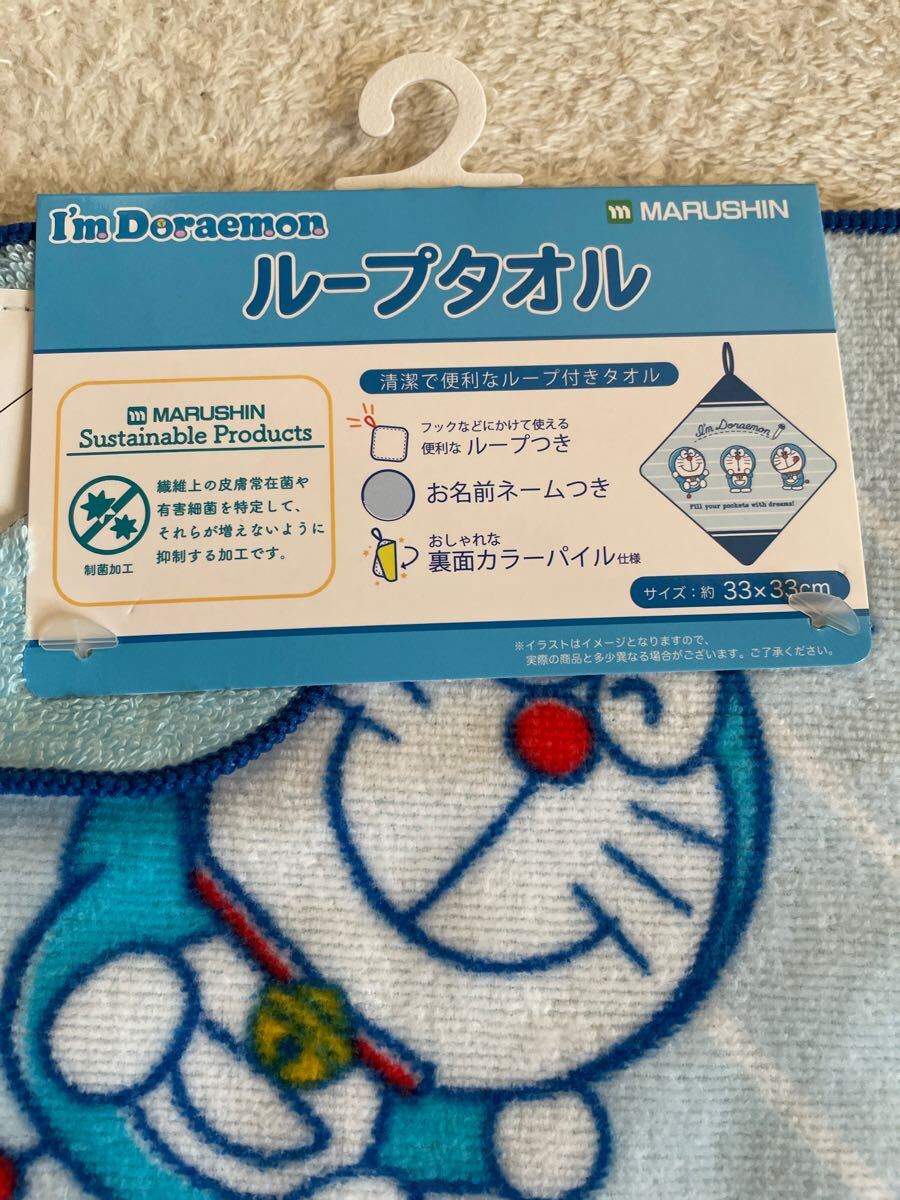 I'm Doraemon
MARUSHIN
ループタオル
MARUSHIN
Sustainable Products
制菌加工
繊維上の皮膚常在菌や
有害細菌を特定して、
それらが増えないように
抑制する加工です。
清潔で便利なループ付きタオル
フックなどにかけて使える
便利な ループつき
お名前ネームつき
おしゃれな
裏面カラーパイル仕様
I'm Doraemon
Fill your pockets with dreams!
サイズ：約 33×33cm
※イラストはイメージとなりますので、
実際の商品と多少異なる場合がございます。ご了承ください。